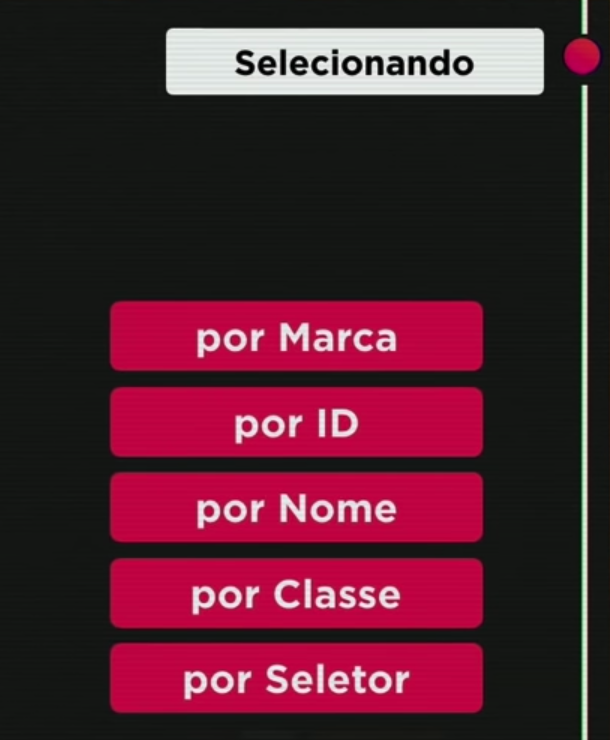 Selecionando
por Marca
por ID
por Nome
por Classe
por Seletor